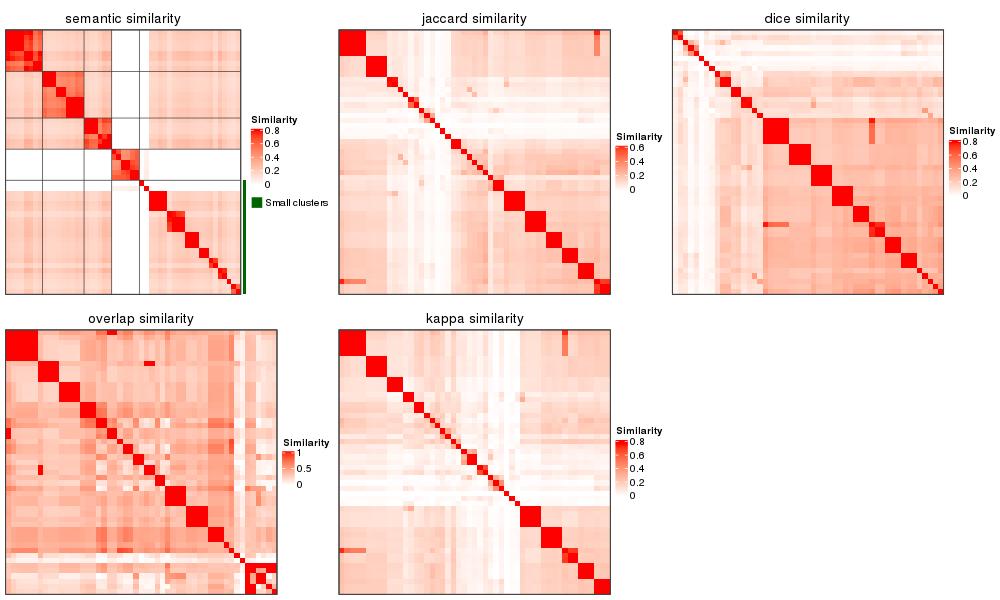 semantic similarity
Similarity
0.8
0.6
0.4
0.2
0
Small clusters
jaccard similarity
Similarity
0.6
0.4
0.2
0
dice similarity
Similarity
0.8
0.6
0.4
0.2
0
overlap similarity
Similarity
1
0.5
0
kappa similarity
Similarity
0.8
0.6
0.4
0.2
0